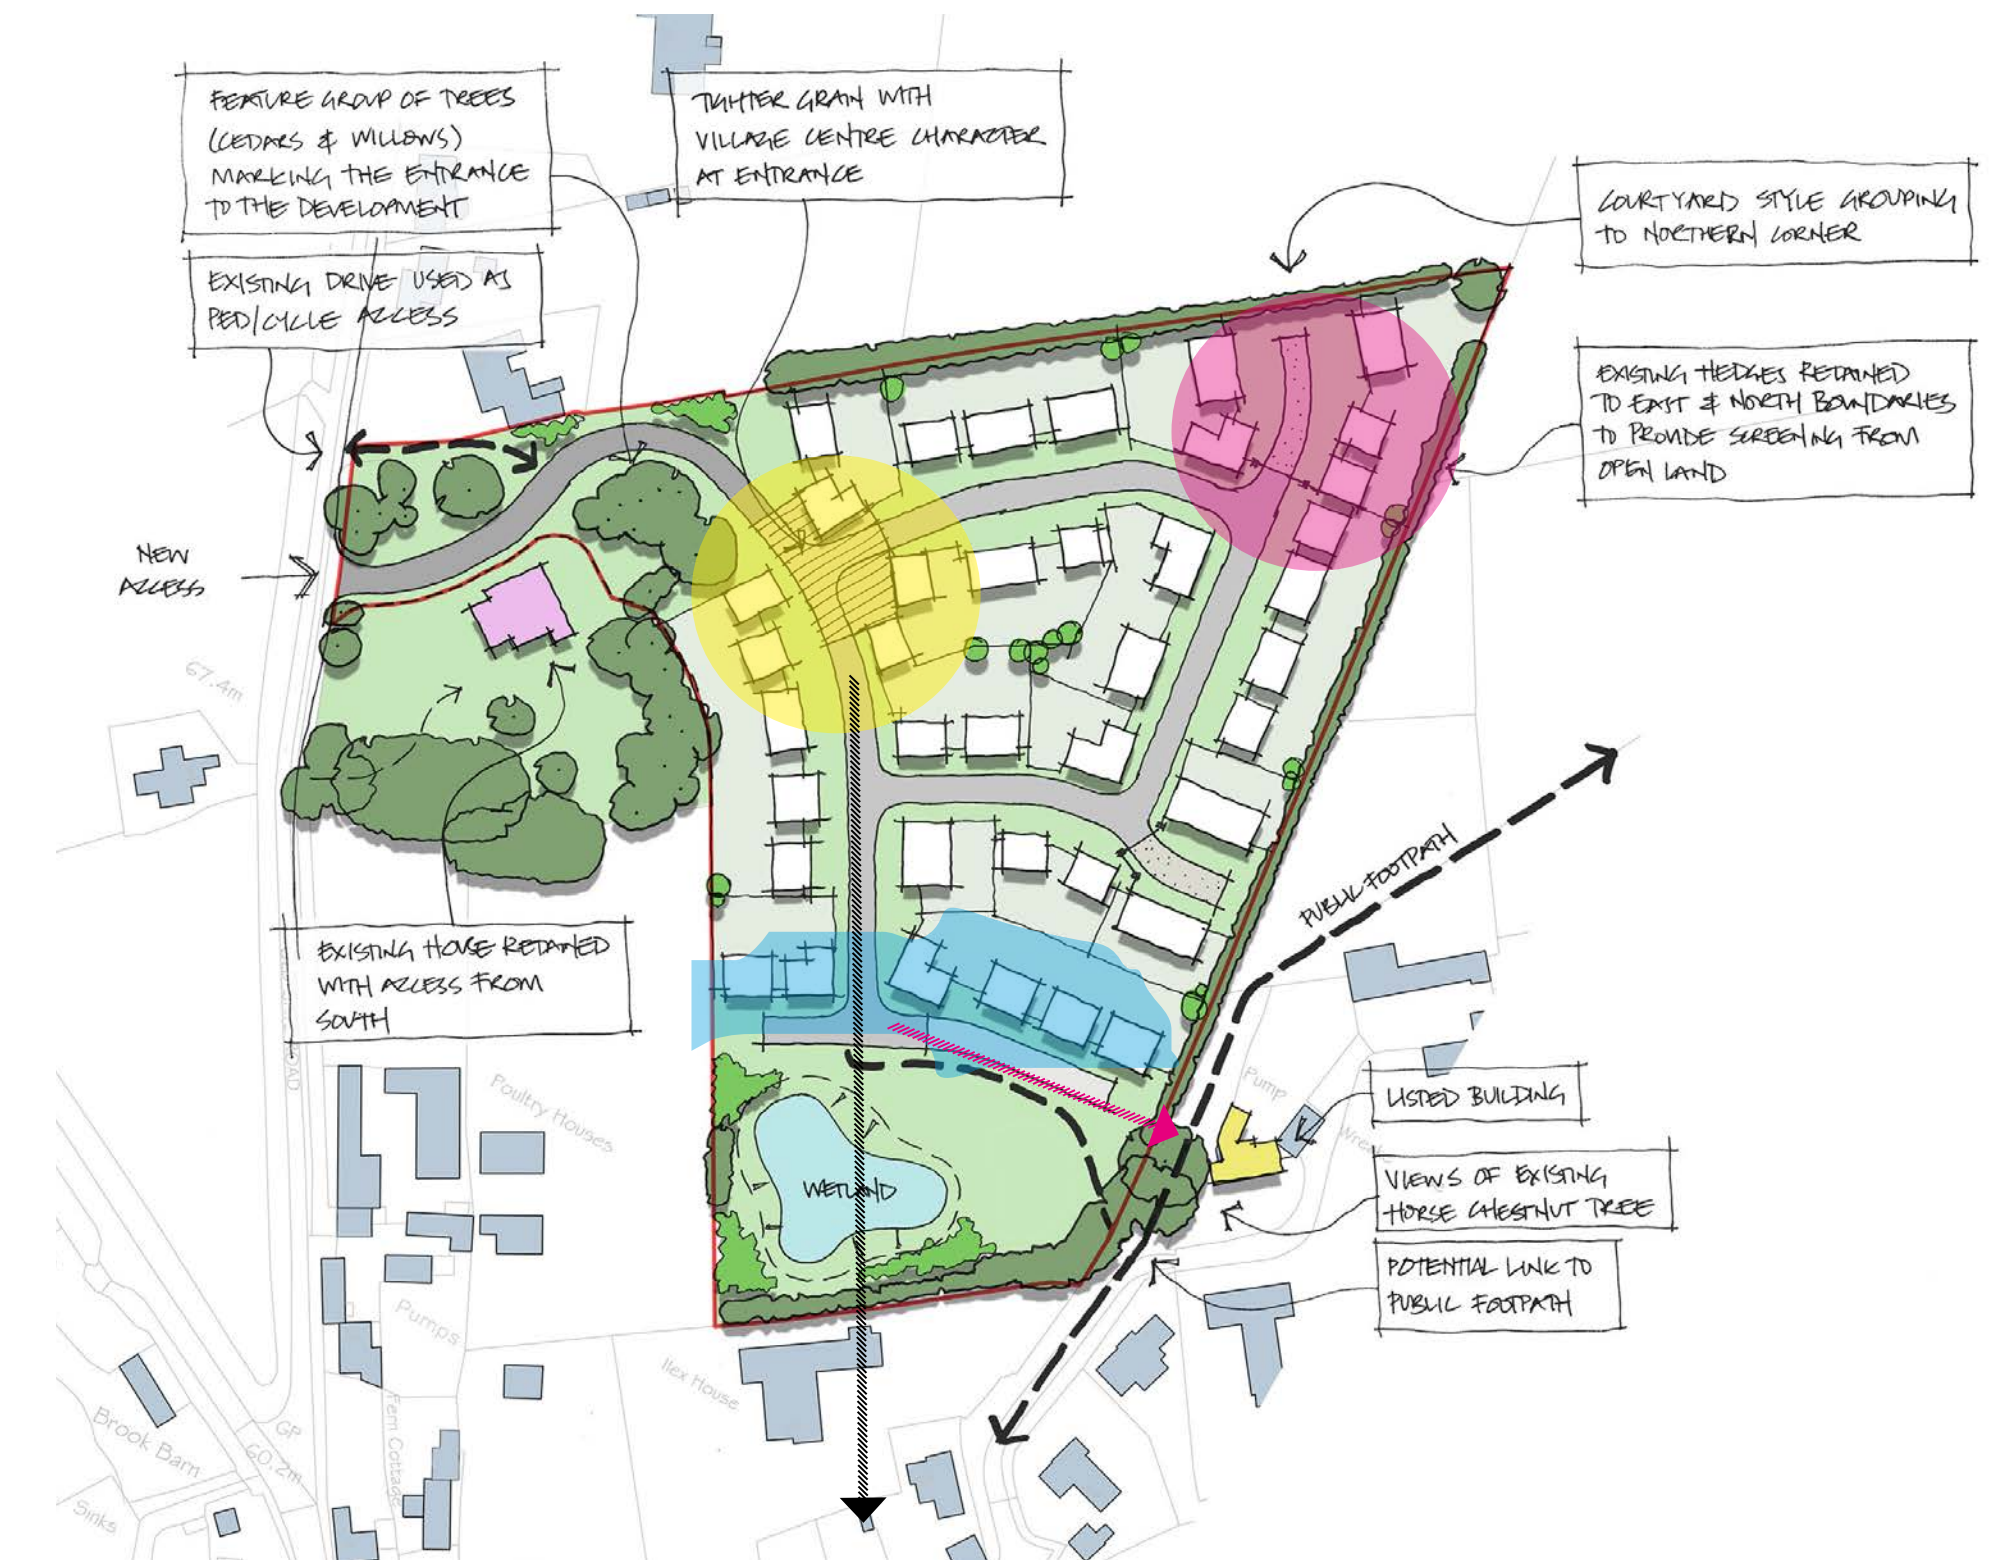 FEATURE GROUP OF TREES
(CEDARS & WILLOWS)
MARKING THE ENTRANCE
TO THE DEVELOPMENT
TIGHTER GRAIN WITH
VILLAGE CENTRE CHARACTER
AT ENTRANCE
COURTYARD STYLE GROUPING
TO NORTHERN CORNER
EXISTING DRIVE USED AS
PED/CYCLE ACCESS
EXISTING HEDGES RETAINED
TO EAST & NORTH BOUNDARIES
TO PROVIDE SCREENING FROM
OPEN LAND
NEW
ACCESS
67.4m
PUBLIC FOOTPATH
EXISTING HOUSE RETAINED
WITH ACCESS FROM
SOUTH
ROAD
Poultry Houses
Pump
LISTED BUILDING
WETLAND
VIEWS OF EXISTING
HORSE CHESTNUT TREE
POTENTIAL LINK TO
PUBLIC FOOTPATH
Pumps
Ilex House
Fern Cottage
Brook Barn
GP
60.2m
Sinks